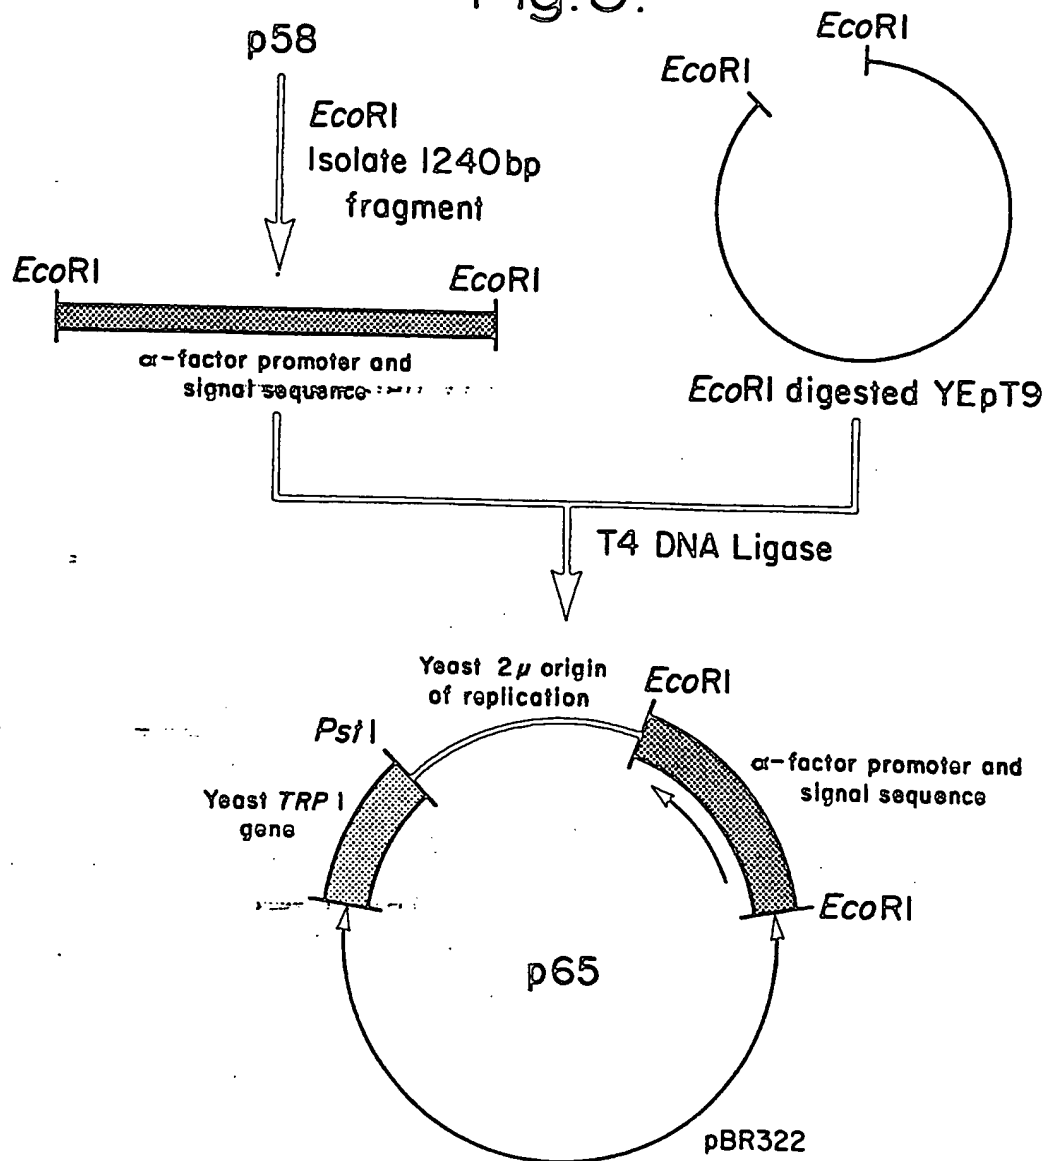 p58
EcoRI
Isolate 1240bp
fragment
EcoRI
EcoRI
α-factor promoter and
signal sequence
EcoRI
EcoRI
EcoRI digested YEpT9
T4 DNA Ligase
Yeast 2μ origin
of replication
EcoRI
PstI
α-factor promoter and
signal sequence
Yeast TRP I
gene
EcoRI
p65
pBR322